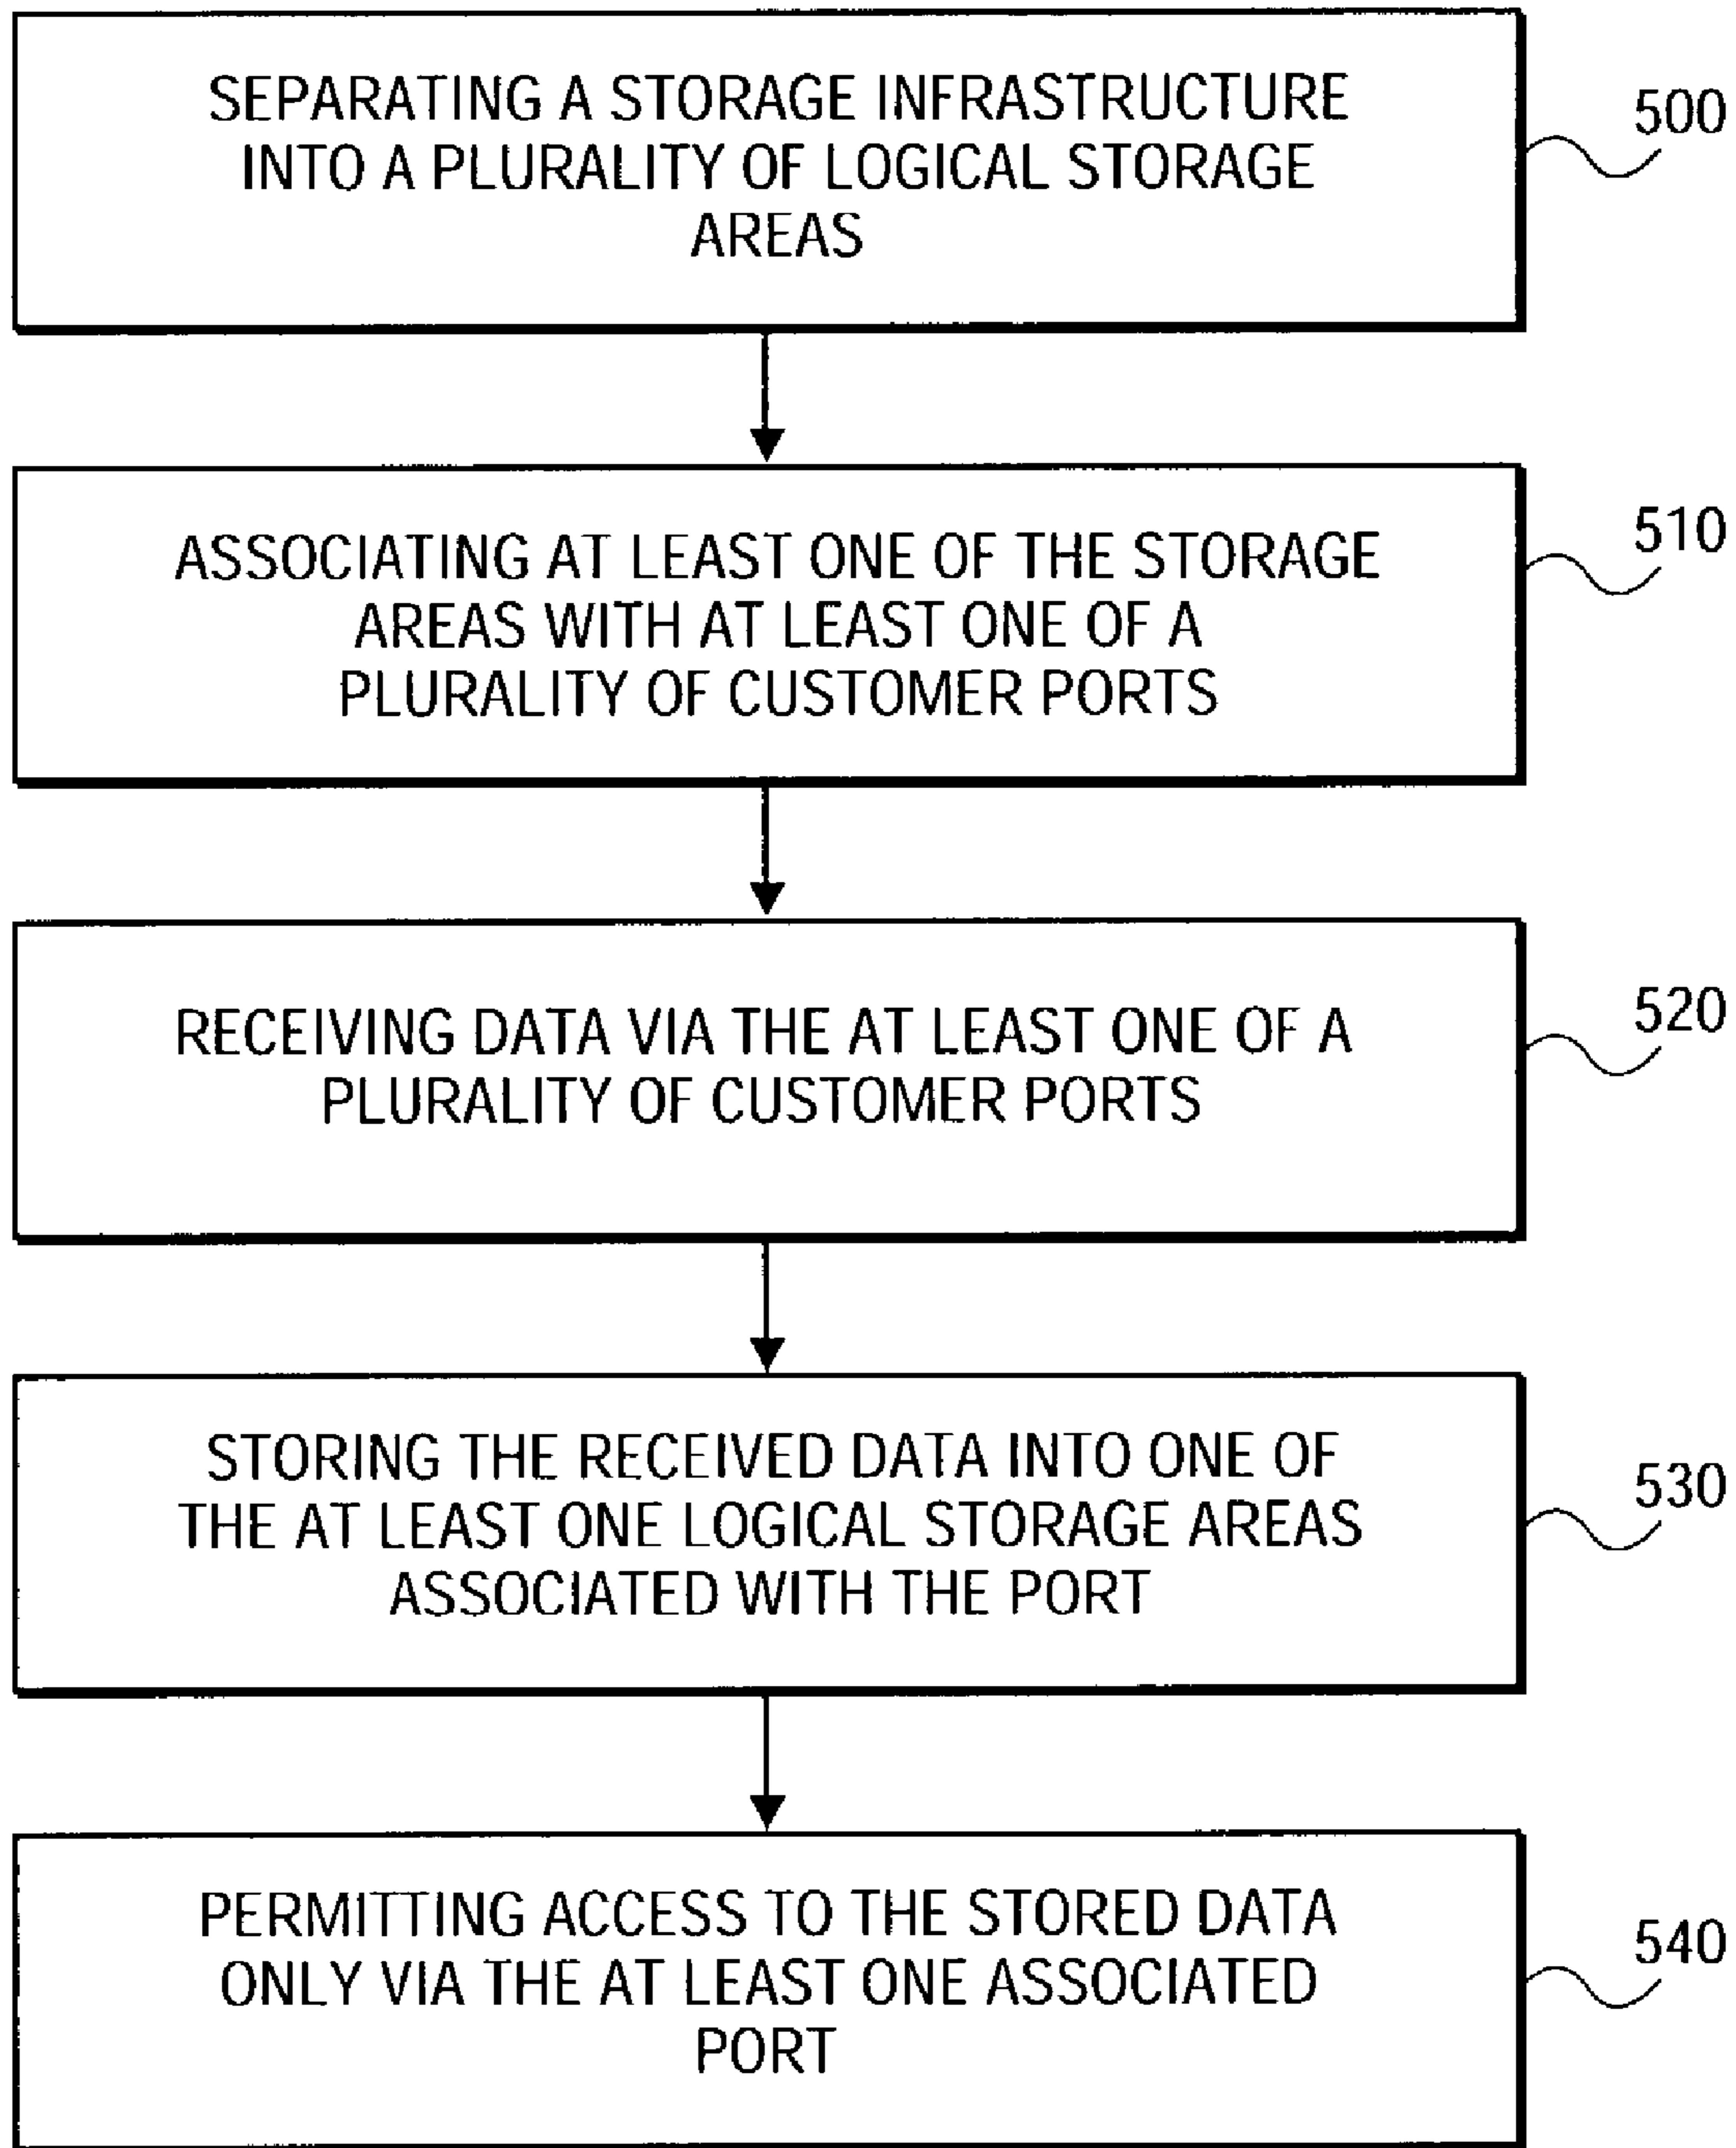 SEPARATING A STORAGE INFRASTRUCTURE
INTO A PLURALITY OF LOGICAL STORAGE
AREAS
500
ASSOCIATING AT LEAST ONE OF THE STORAGE
AREAS WITH AT LEAST ONE OF A
PLURALITY OF CUSTOMER PORTS
510
RECEIVING DATA VIA THE AT LEAST ONE OF A
PLURALITY OF CUSTOMER PORTS
520
STORING THE RECEIVED DATA INTO ONE OF
THE AT LEAST ONE LOGICAL STORAGE AREAS
ASSOCIATED WITH THE PORT
530
PERMITTING ACCESS TO THE STORED DATA
ONLY VIA THE AT LEAST ONE ASSOCIATED
PORT
540